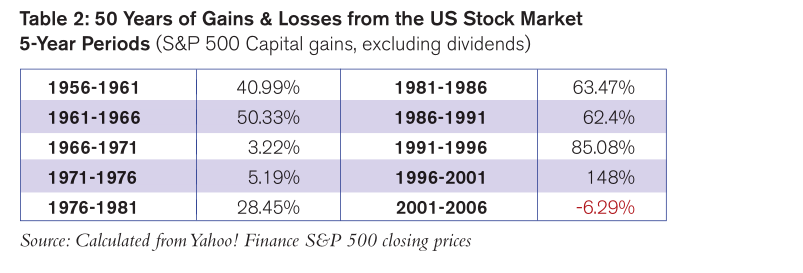 Table 2: 50 Years of Gains & Losses from the US Stock Market
5-Year Periods (S&P 500 Capital gains, excluding dividends)
1956-1961 40.99% 1981-1986 63.47%
1961-1966 50.33% 1986-1991 62.4%
1966-1971 3.22% 1991-1996 85.08%
1971-1976 5.19% 1996-2001 148%
1976-1981 28.45% 2001-2006 -6.29%
Source: Calculated from Yahoo! Finance S&P 500 closing prices